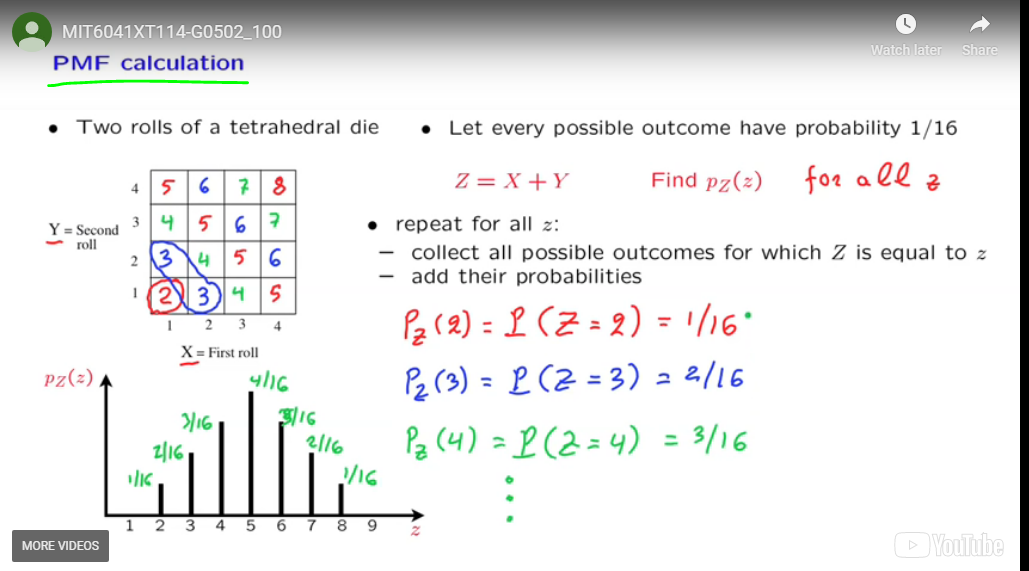 MIT6041XT114-G0502_100
Watch later
Share
PMF calculation
• Two rolls of a tetrahedral die
• Let every possible outcome have probability 1/16
Z = X + Y
Find pZ(z) for all z
• repeat for all z:
– collect all possible outcomes for which Z is equal to z
– add their probabilities
4 5 6 7 8
3 4 5 6 7
2 3 4 5 6
1 2 3 4 5
1 2 3 4
Y = Second
roll
X = First roll
PZ(2) = P(Z = 2) = 1/16
PZ(3) = P(Z = 3) = 2/16
PZ(4) = P(Z = 4) = 3/16
pZ(z)
1/16
2/16
3/16
4/16
3/16
2/16
1/16
1 2 3 4 5 6 7 8 9
z
MORE VIDEOS
YouTube